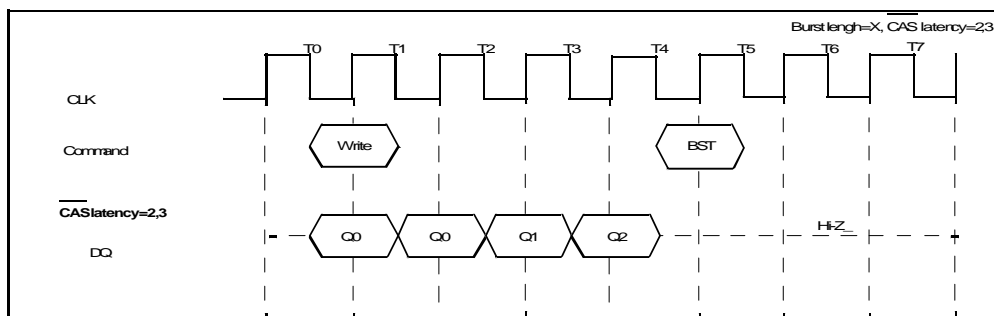 Burst lengh=X, CAS latency=2,3
T0 T1 T2 T3 T4 T5 T6 T7
CLK
Command Write BST
CAS latency=2,3
DQ Q0 Q0 Q1 Q2 Hi-Z